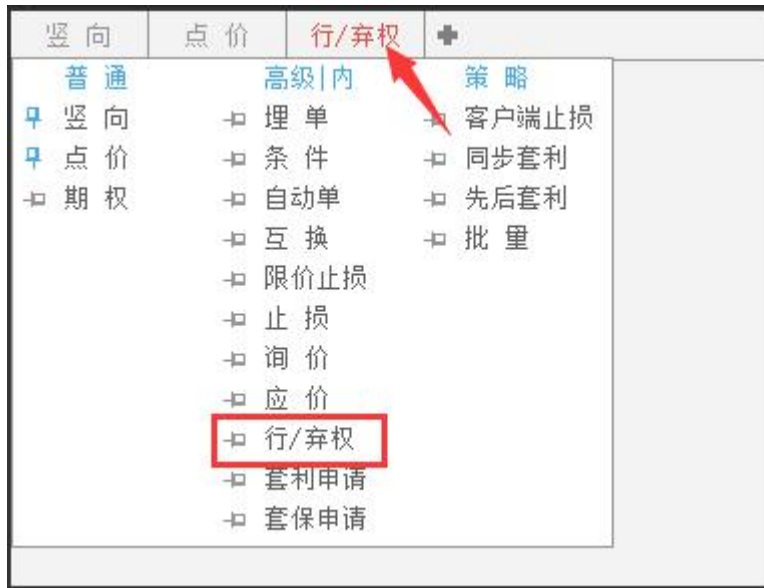 竖 向 点 价 行/弃权
普 通 高级|内 策 略
竖 向 埋 单 客户端止损
点 价 条 件 同步套利
期 权 自动单 先后套利
互 换 批 量
限价止损
止 损
询 价
应 价
行/弃权
套利申请
套保申请